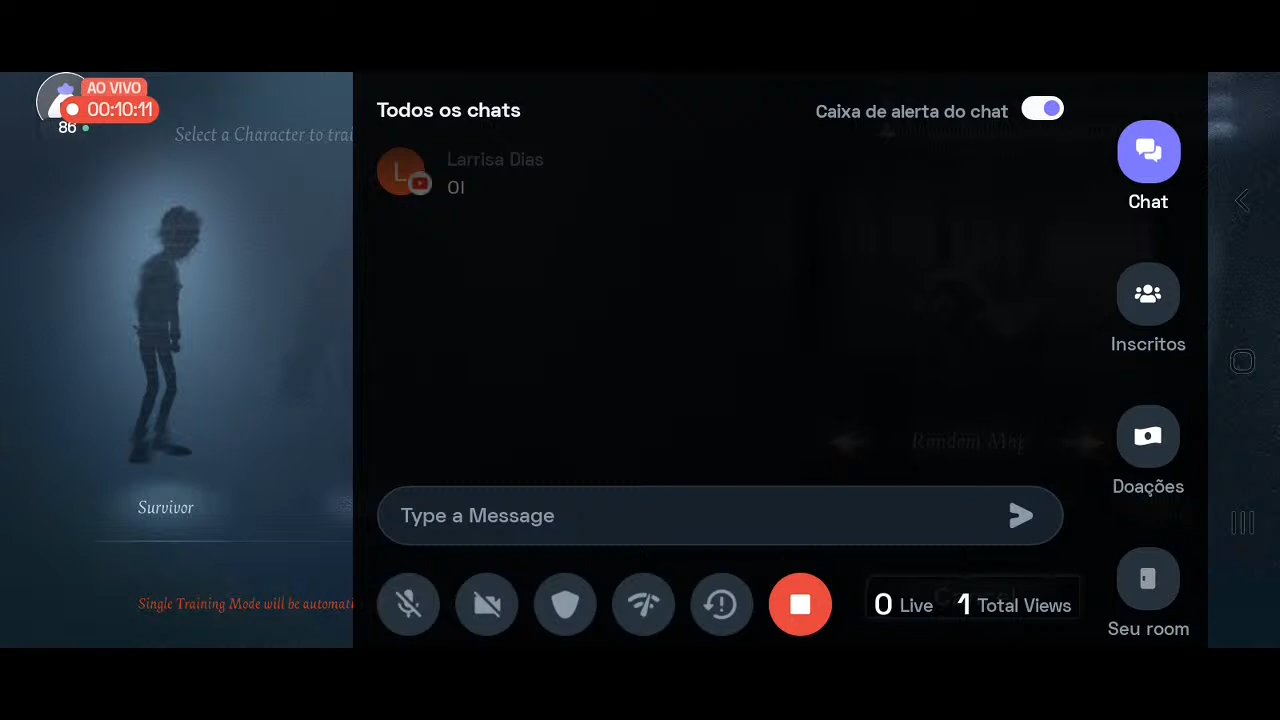 AO VIVO
00:10:11
86
Select a Character to trai
Survivor
Single Training Mode will be automati
Todos os chats
Caixa de alerta do chat
L
Larrisa Dias
OI
Random Map
Type a Message
0 Live 1 Total Views
Chat
Inscritos
Doações
Seu room